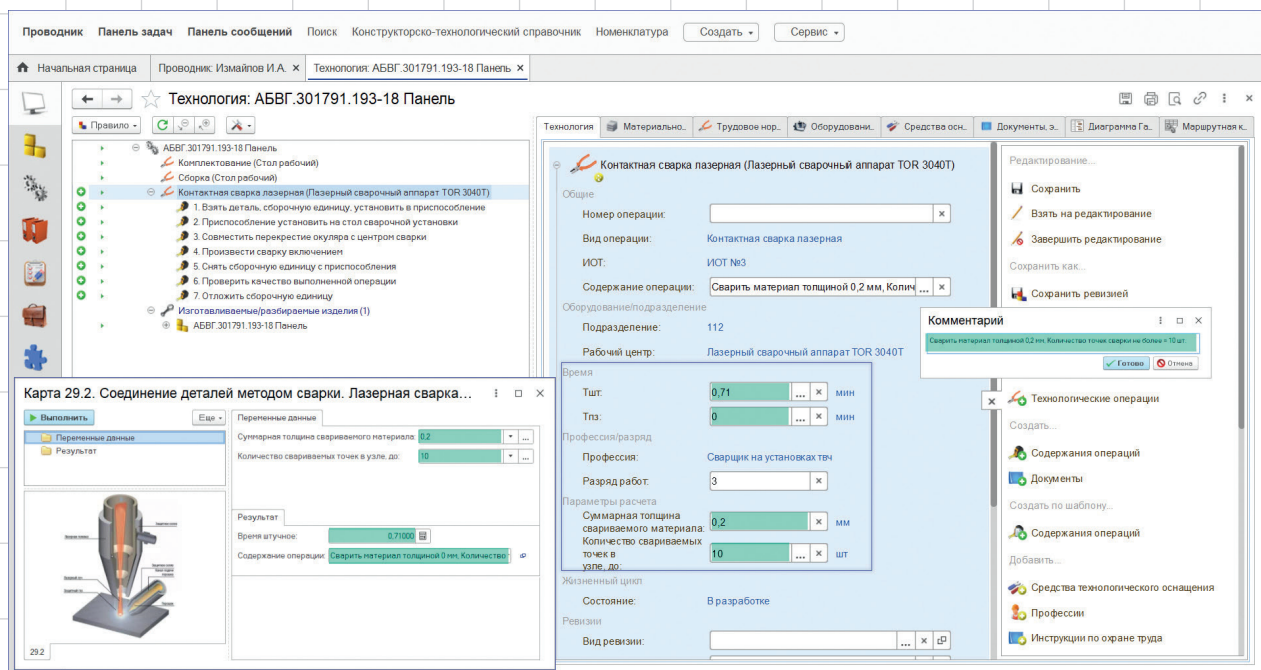 Проводник Панель задач Панель сообщений Поиск Конструкторско-технологический справочник Номенклатура Создать Сервис
Начальная страница Проводник: Измайлов И.А. × Технология: АБВГ.301791.193-18 Панель ×
Технология: АБВГ.301791.193-18 Панель
Правило
АБВГ.301791.193-18 Панель
Комплектование (Стол рабочий)
Сборка (Стол рабочий)
Контактная сварка лазерная (Лазерный сварочный аппарат TOR 3040T)
1. Взять деталь, сборочную единицу, установить в приспособление
2. Приспособление установить на стол сварочной установки
3. Совместить перекрестие окуляра с центром сварки
4. Произвести сварку включением
5. Снять сборочную единицу с приспособления
6. Проверить качество выполненной операции
7. Отложить сборочную единицу
Изготавливаемые/разбираемые изделия (1)
АБВГ.301791.193-18 Панель
Технология Материально... Трудовое нор... Оборудовани... Средства осн... Документы, э... Диаграмма Га... Маршрутная к...
Контактная сварка лазерная (Лазерный сварочный аппарат TOR 3040T)
Общие
Номер операции:
Вид операции: Контактная сварка лазерная
ИОТ: ИОТ №3
Содержание операции: Сварить материал толщиной 0,2 мм, Колич ...
Оборудование/подразделение
Подразделение: 112
Рабочий центр: Лазерный сварочный аппарат TOR 3040T
Время
Тшт: 0,71 ... × мин
Тпз: 0 ... × мин
Профессия/разряд
Профессия: Сварщик на установках твч
Разряд работ: 3 ×
Параметры расчета
Суммарная толщина
свариваемого материала: 0,2 × мм
Количество свариваемых
точек в 10 ... × шт
узле, до:
Жизненный цикл
Состояние: В разработке
Ревизии
Вид ревизии: ... ×
Редактирование...
Сохранить
Взять на редактирование
Завершить редактирование
Сохранить как...
Сохранить ревизией
Комментарий
Сварить материал толщиной 0,2 мм. Количество точек сварки не более = 10 шт.
Готово Отмена
Технологические операции
Создать...
Содержания операций
Документы
Создать по шаблону...
Содержания операций
Добавить...
Средства технологического оснащения
Профессии
Инструкции по охране труда
Карта 29.2. Соединение деталей методом сварки. Лазерная сварка...
Выполнить Еще
Переменные данные
Результат
Переменные данные
Суммарная толщина свариваемого материала: 0,2 ...
Количество свариваемых точек в узле, до: 10 ...
Результат
Время штучное: 0,71000
Содержание операции: Сварить материал толщиной 0 мм, Количество
29.2